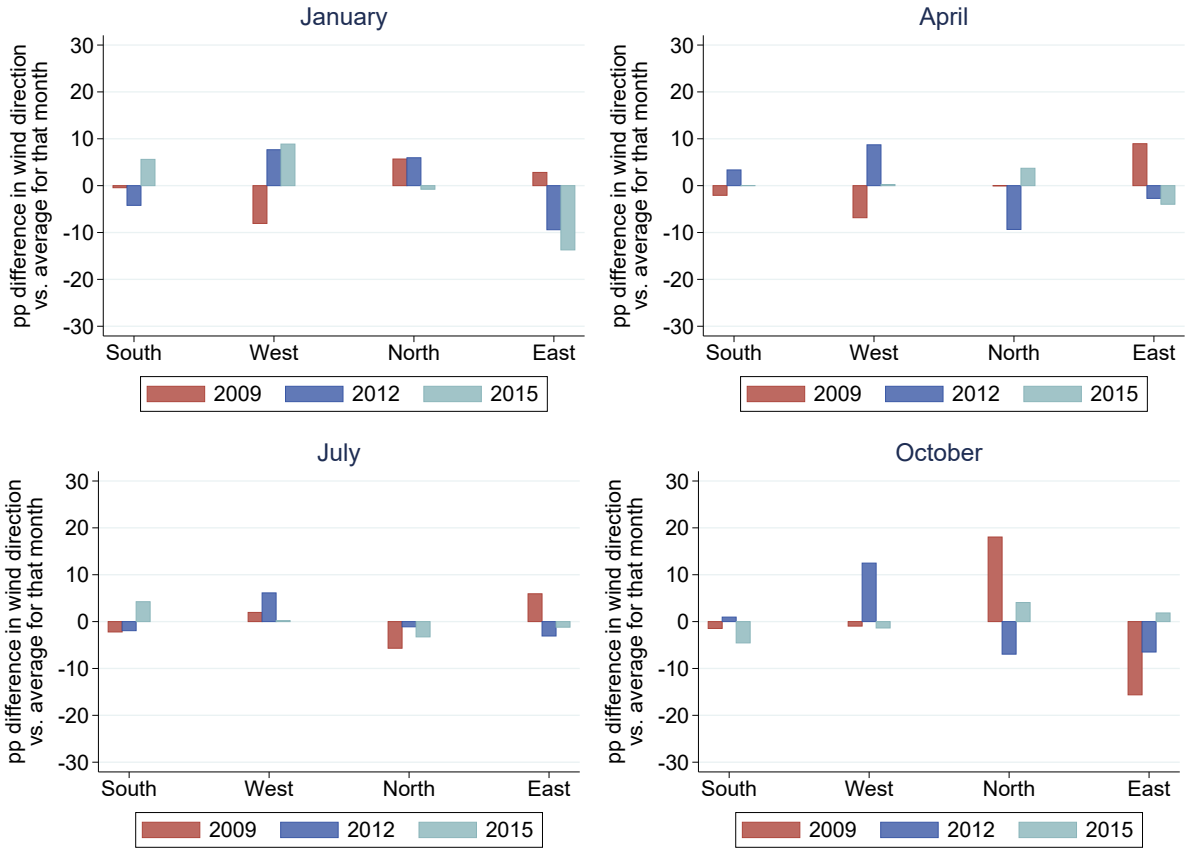 January
pp difference in wind direction
vs. average for that month
30
20
10
0
-10
-20
-30
South West North East
2009 2012 2015
April
pp difference in wind direction
vs. average for that month
30
20
10
0
-10
-20
-30
South West North East
2009 2012 2015
July
pp difference in wind direction
vs. average for that month
30
20
10
0
-10
-20
-30
South West North East
2009 2012 2015
October
pp difference in wind direction
vs. average for that month
30
20
10
0
-10
-20
-30
South West North East
2009 2012 2015